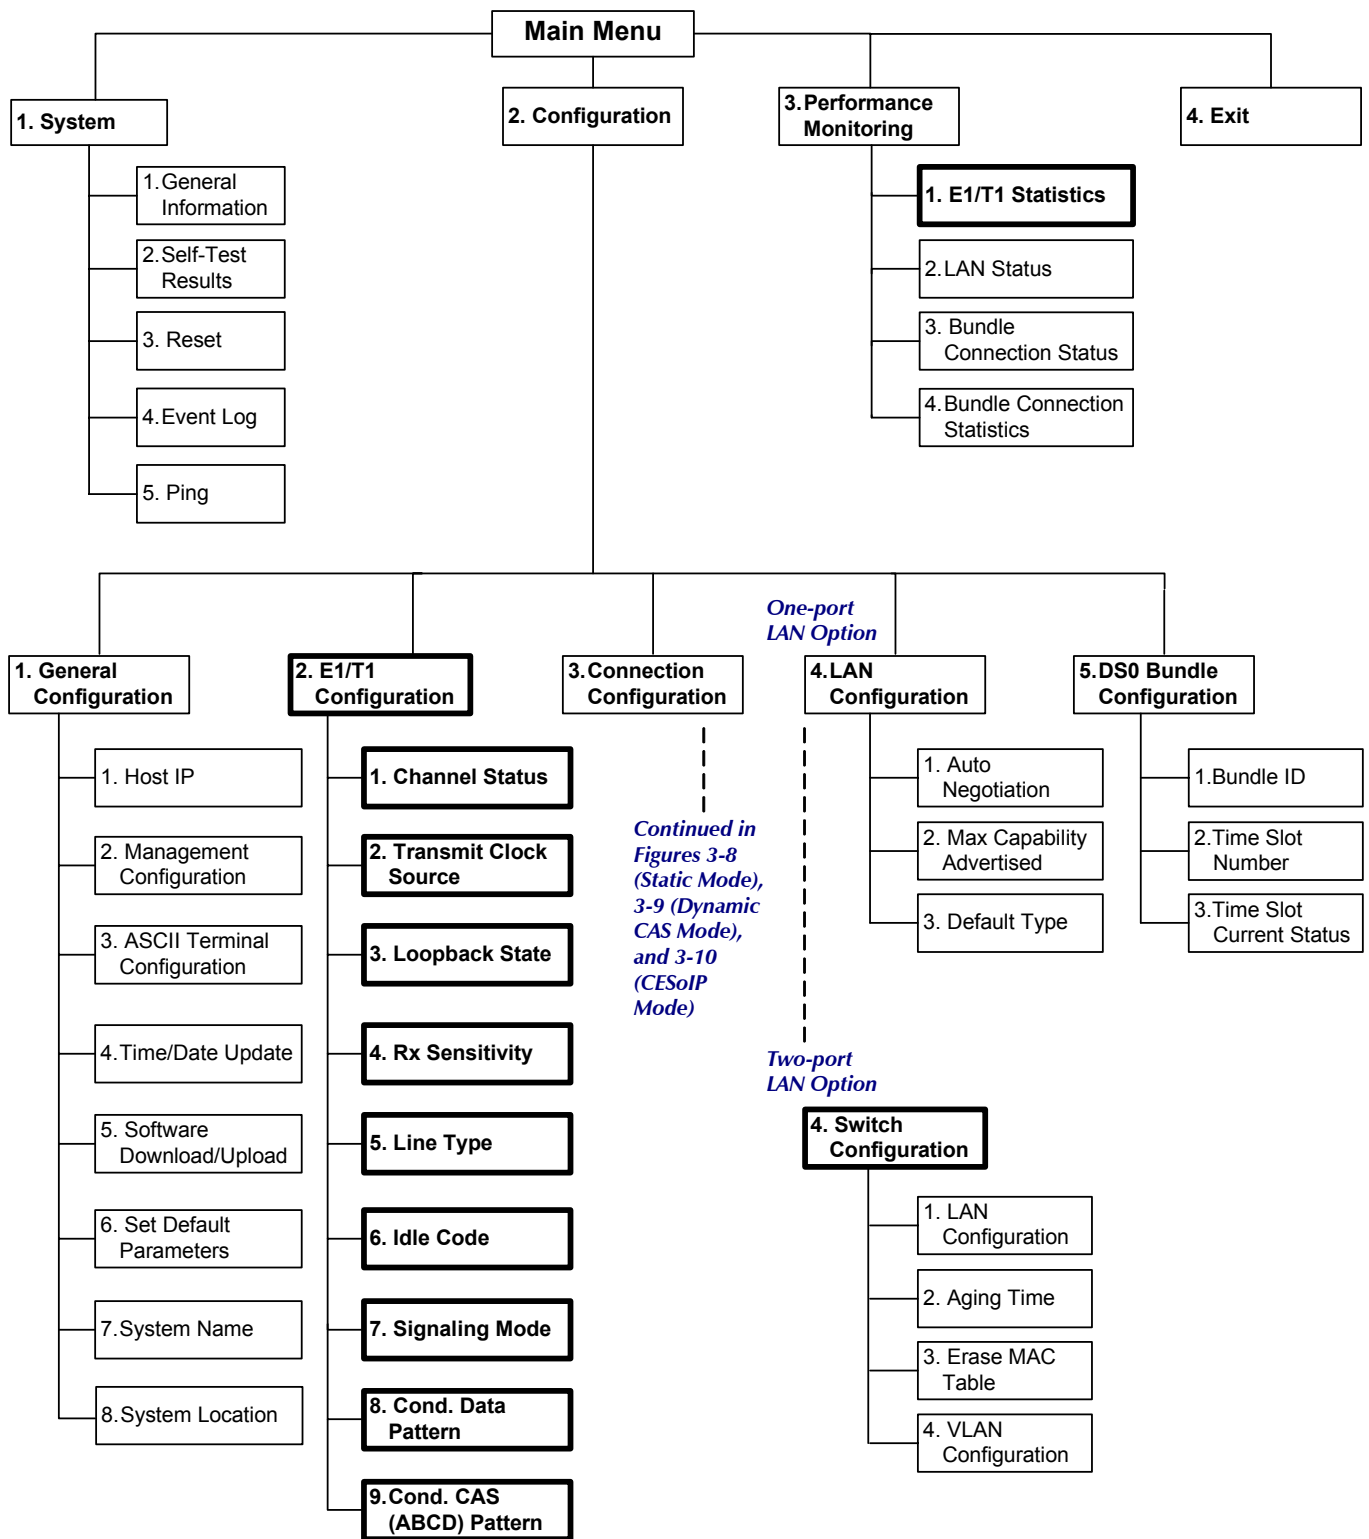 Main Menu
1. System
2. Configuration
3.Performance
Monitoring
4. Exit
1.General
Information
2.Self-Test
Results
3. Reset
4.Event Log
5. Ping
1. E1/T1 Statistics
2.LAN Status
3. Bundle
Connection Status
4.Bundle Connection
Statistics
One-port
LAN Option
1. General
Configuration
2. E1/T1
Configuration
3.Connection
Configuration
4.LAN
Configuration
5.DS0 Bundle
Configuration
1. Host IP
2. Management
Configuration
3. ASCII Terminal
Configuration
4.Time/Date Update
5. Software
Download/Upload
6. Set Default
Parameters
7.System Name
8.System Location
1. Channel Status
2. Transmit Clock
Source
3. Loopback State
4. Rx Sensitivity
5. Line Type
6. Idle Code
7. Signaling Mode
8. Cond. Data
Pattern
9.Cond. CAS
(ABCD) Pattern
Continued in
Figures 3-8
(Static Mode),
3-9 (Dynamic
CAS Mode),
and 3-10
(CESoIP
Mode)
1. Auto
Negotiation
2. Max Capability
Advertised
3. Default Type
1.Bundle ID
2.Time Slot
Number
3.Time Slot
Current Status
Two-port
LAN Option
4. Switch
Configuration
1. LAN
Configuration
2. Aging Time
3. Erase MAC
Table
4. VLAN
Configuration